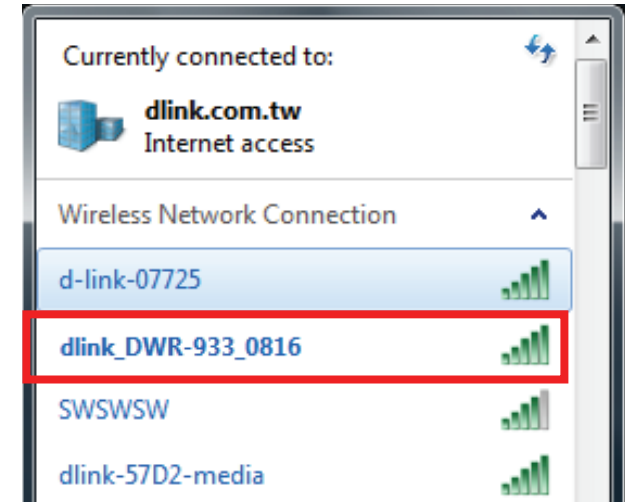 Currently connected to:
dlink.com.tw
Internet access
Wireless Network Connection
d-link-07725
dlink_DWR-933_0816
SWSWSW
dlink-57D2-media